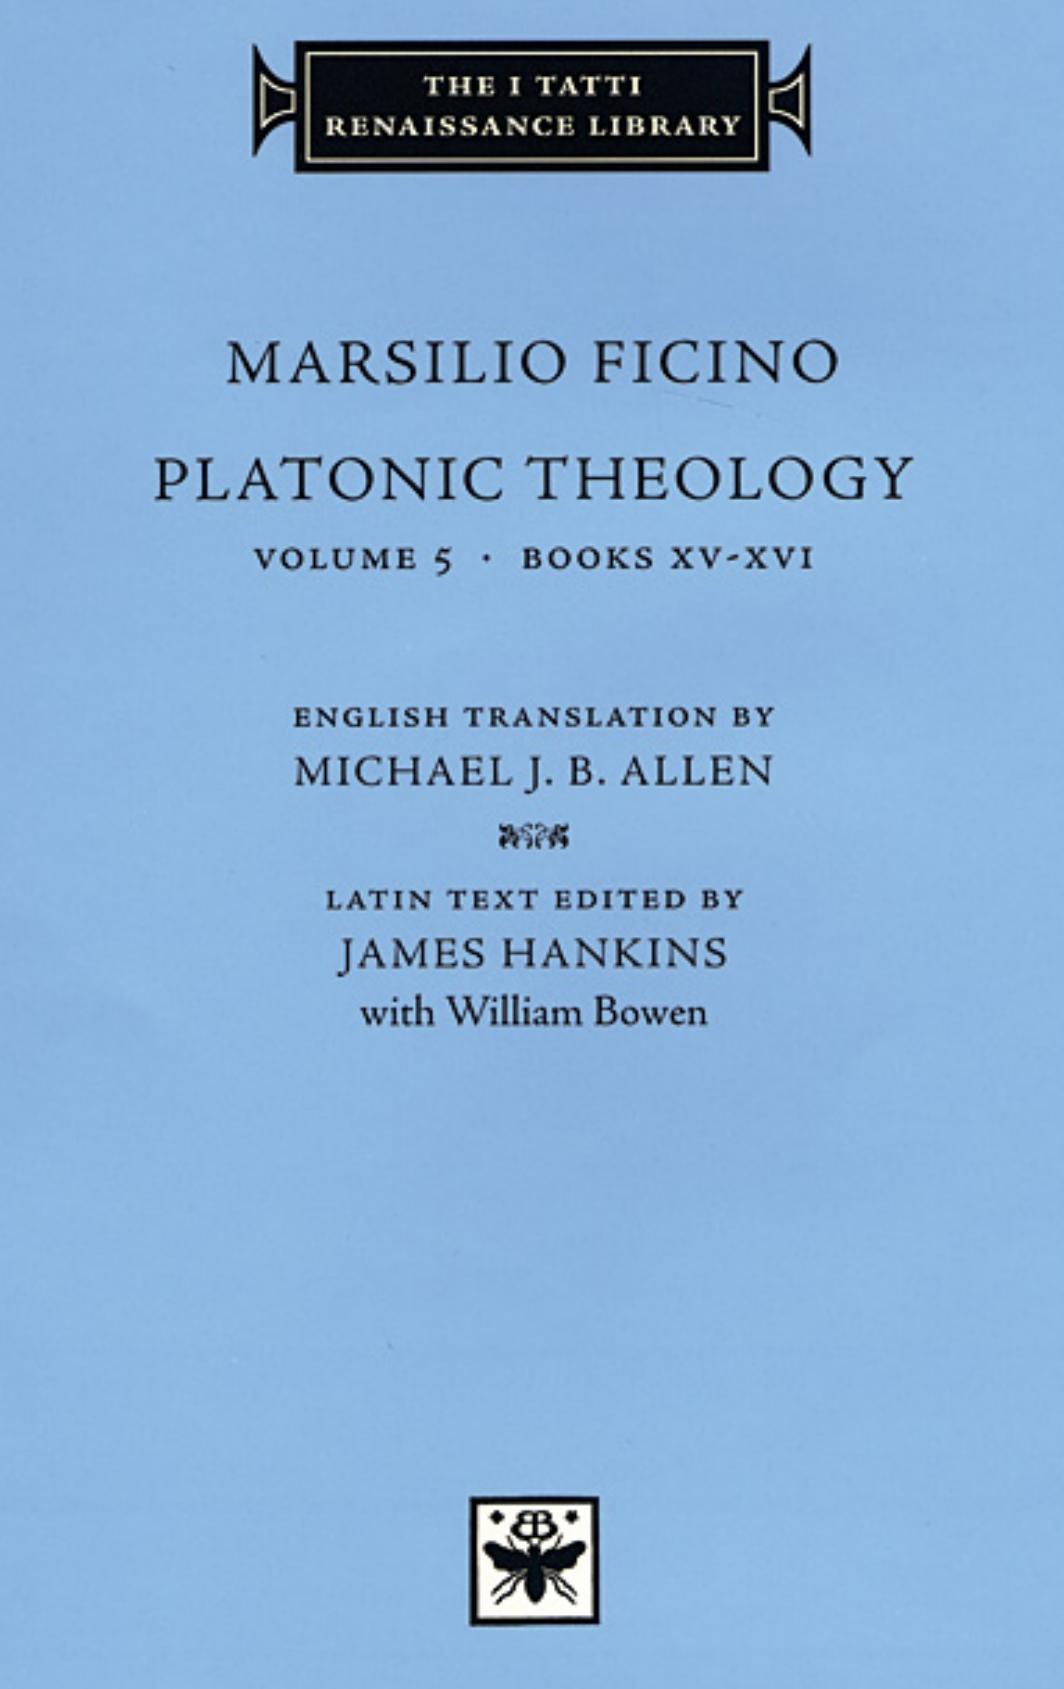 THE I TATTI
RENAISSANCE LIBRARY
MARSILIO FICINO
PLATONIC THEOLOGY
VOLUME 5 · BOOKS XV-XVI
ENGLISH TRANSLATION BY
MICHAEL J. B. ALLEN
LATIN TEXT EDITED BY
JAMES HANKINS
with William Bowen
BB